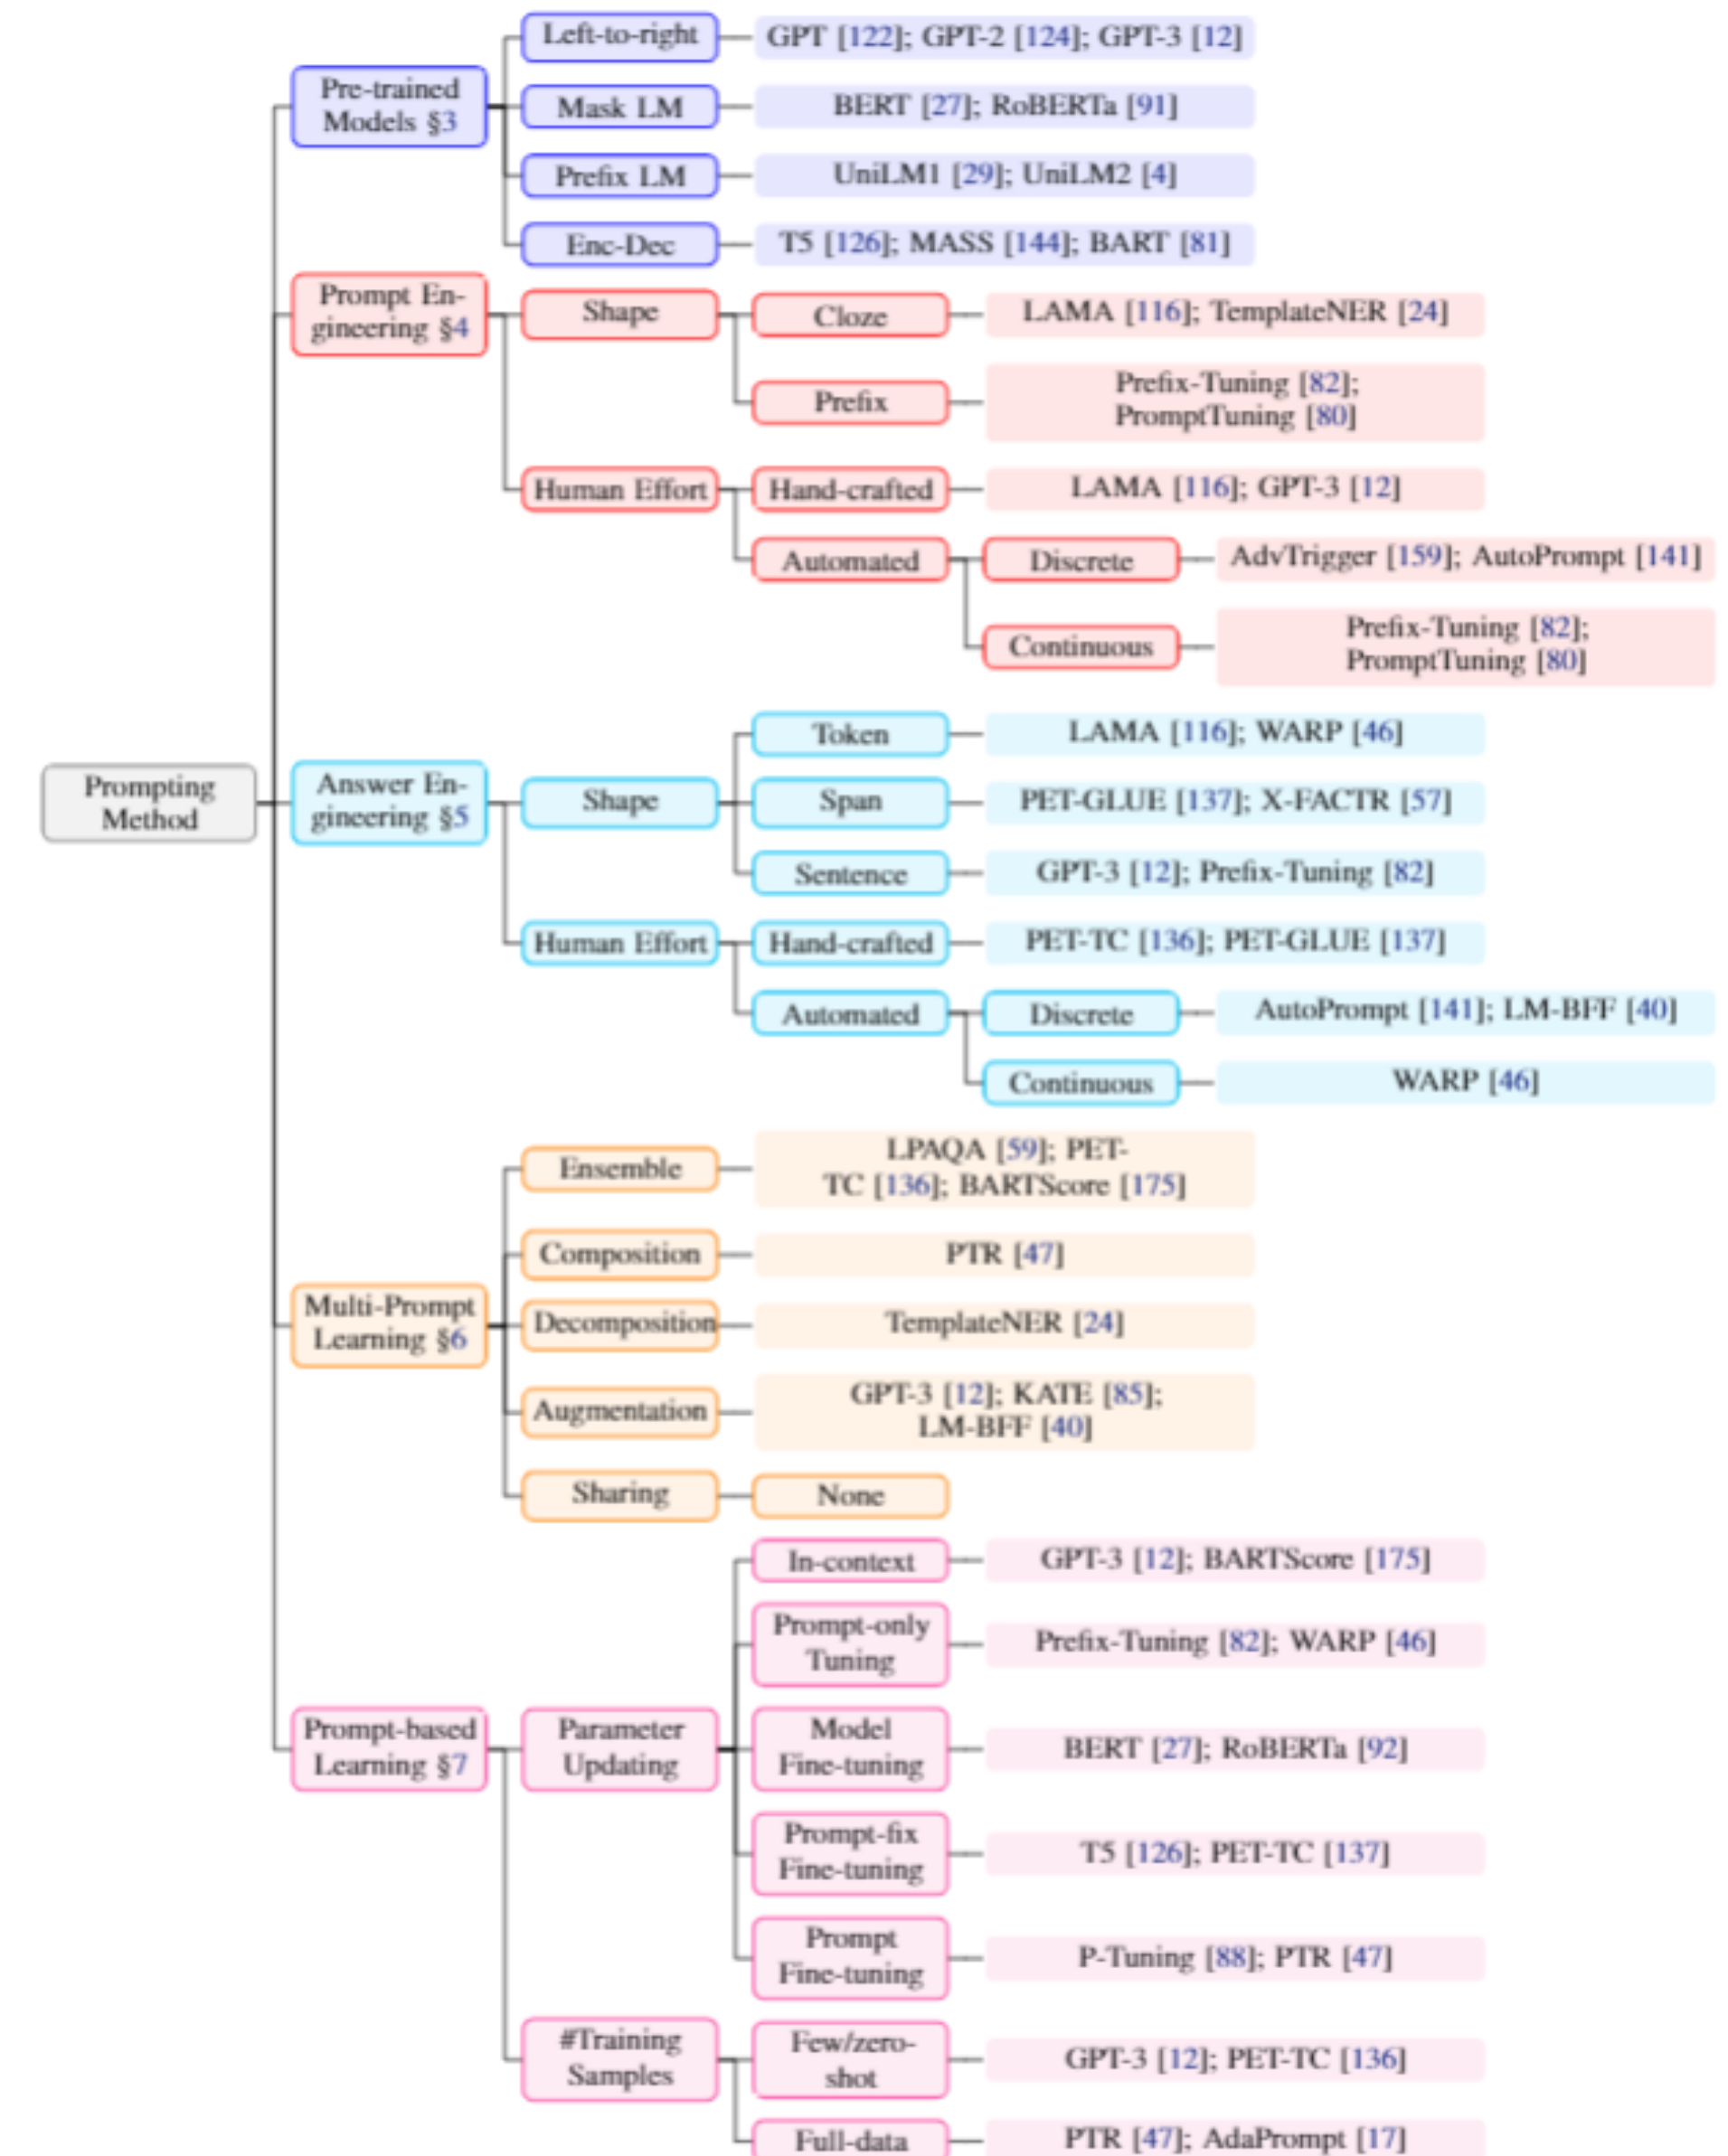 Left-to-right
GPT [122]; GPT-2 [124]; GPT-3 [12]
Pre-trained
Models §3
Mask LM
BERT [27]; RoBERTa [91]
Prefix LM
UniLM1 [29]; UniLM2 [4]
Enc-Dec
T5 [126]; MASS [144]; BART [81]
Prompt En-
gineering §4
Shape
Cloze
LAMA [116]; TemplateNER [24]
Prefix
Prefix-Tuning [82];
PromptTuning [80]
Human Effort
Hand-crafted
LAMA [116]; GPT-3 [12]
Automated
Discrete
AdvTrigger [159]; AutoPrompt [141]
Continuous
Prefix-Tuning [82];
PromptTuning [80]
Prompting
Method
Answer En-
gineering §5
Shape
Token
LAMA [116]; WARP [46]
Span
PET-GLUE [137]; X-FACTR [57]
Sentence
GPT-3 [12]; Prefix-Tuning [82]
Human Effort
Hand-crafted
PET-TC [136]; PET-GLUE [137]
Automated
Discrete
AutoPrompt [141]; LM-BFF [40]
Continuous
WARP [46]
Multi-Prompt
Learning §6
Ensemble
LPAQA [59]; PET-
TC [136]; BARTScore [175]
Composition
PTR [47]
Decomposition
TemplateNER [24]
Augmentation
GPT-3 [12]; KATE [85];
LM-BFF [40]
Sharing
None
Prompt-based
Learning §7
Parameter
Updating
In-context
GPT-3 [12]; BARTScore [175]
Prompt-only
Tuning
Prefix-Tuning [82]; WARP [46]
Model
Fine-tuning
BERT [27]; RoBERTa [92]
Prompt-fix
Fine-tuning
T5 [126]; PET-TC [137]
Prompt
Fine-tuning
P-Tuning [88]; PTR [47]
#Training
Samples
Few/zero-
shot
GPT-3 [12]; PET-TC [136]
Full-data
PTR [47]; AdaPrompt [17]